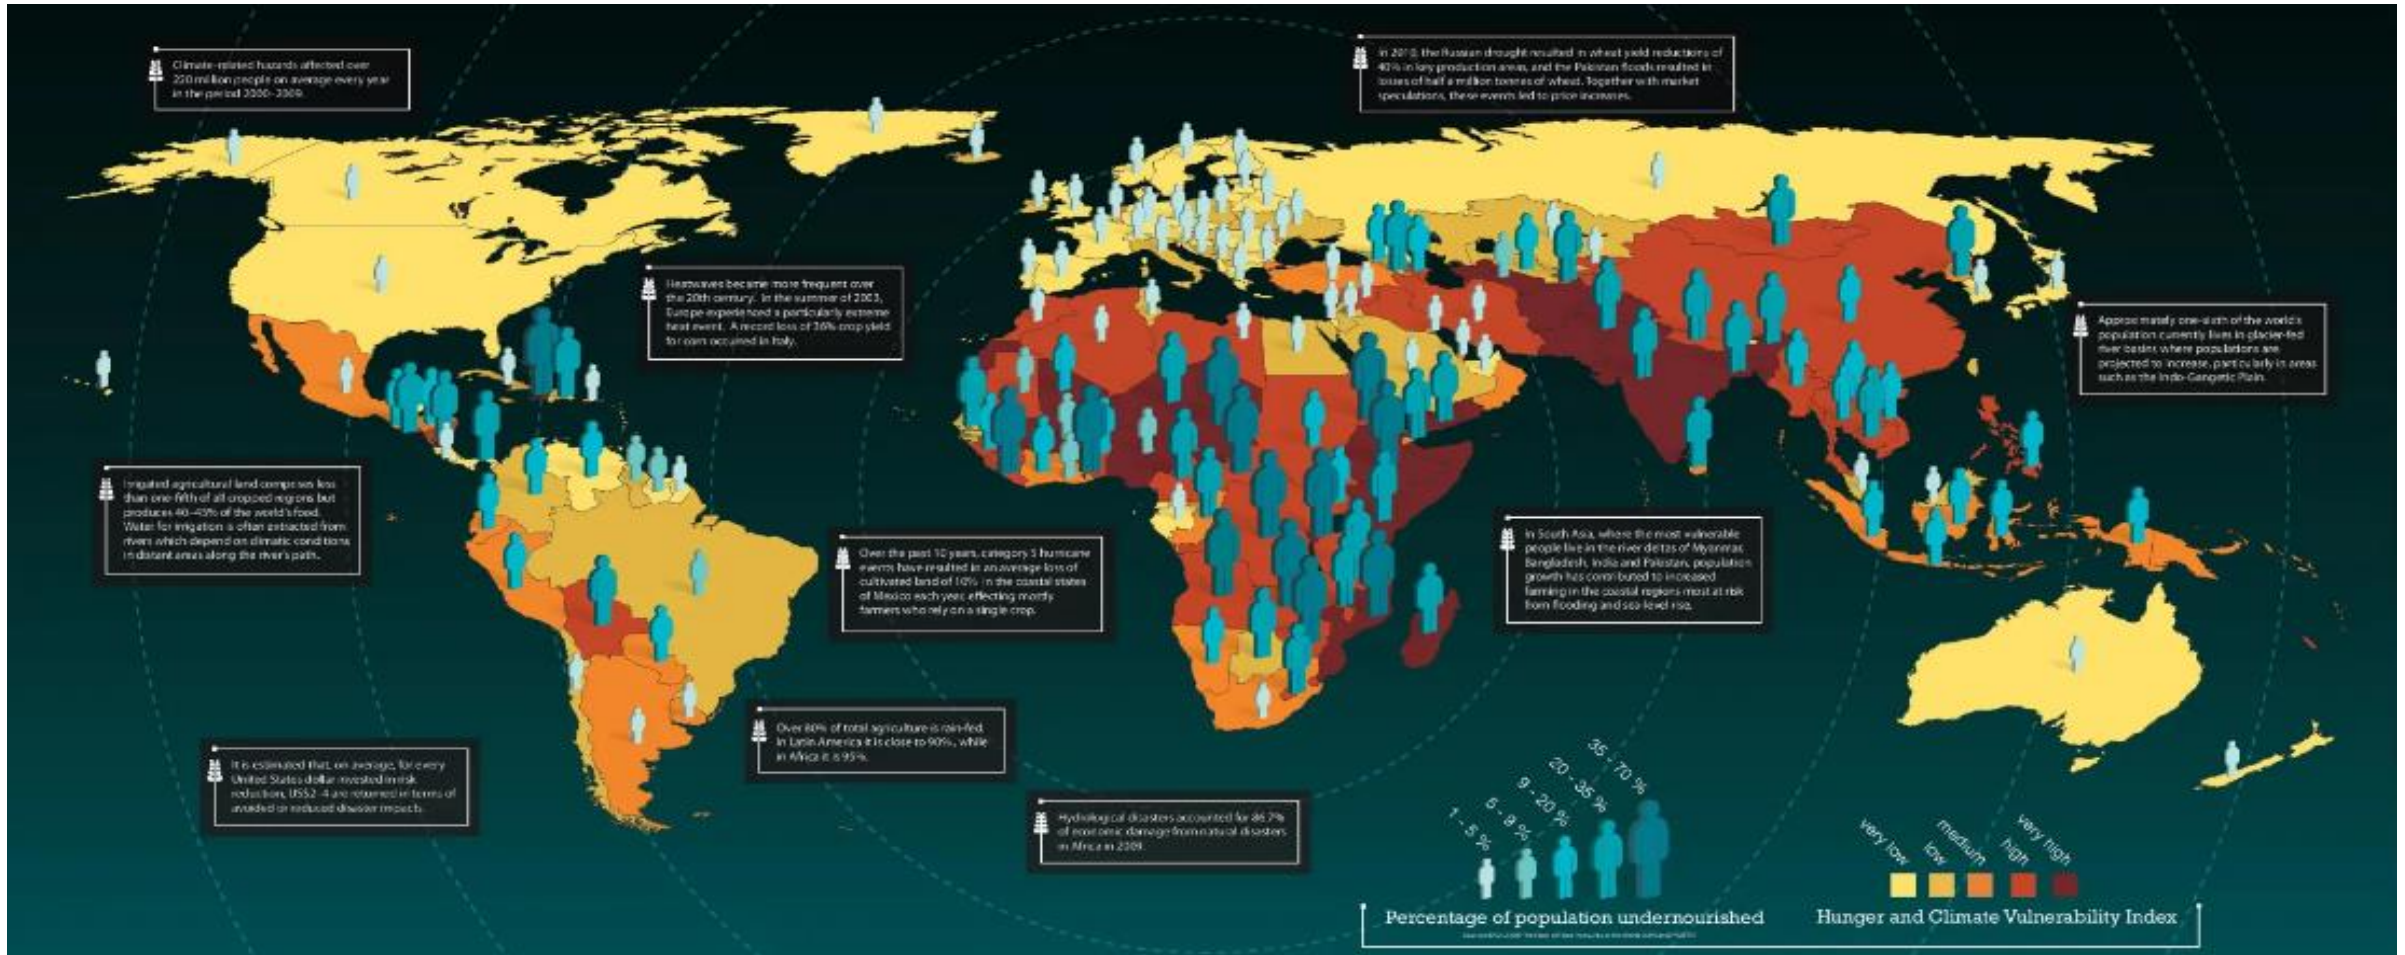 Climate-related hazards affected over
220 million people on average every year
in the period 2000-2009.
In 2010, the Russian drought resulted in wheat yield reductions of
40% in key production areas, and the Pakistan floods resulted in
losses of half a million tonnes of wheat. Together with market
speculations, these events led to price increases.
Heatwaves became more frequent over
the 20th century. In the summer of 2003,
Europe experienced a particularly extreme
heat event. A record loss of 36% crop yield
for corn occurred in Italy.
Approximately one-sixth of the world's
population currently lives in glacier-fed
river basins where populations are
projected to increase, particularly in areas
such as the Indo-Gangetic Plain.
Irrigated agricultural land comprises less
than one-fifth of all cropped regions but
produces 40-45% of the world's food.
Water for irrigation is often extracted from
rivers which depend on climatic conditions
in distant areas along the river's path.
Over the past 10 years, category 5 hurricane
events have resulted in an average loss of
cultivated land of 10% in the coastal states
of Mexico each year, effecting mostly
farmers who rely on a single crop.
In South Asia, where the most vulnerable
people live in the river deltas of Myanmar,
Bangladesh, India and Pakistan, population
growth has contributed to increased
farming in the coastal regions most at risk
from flooding and sea-level rise.
Over 80% of total agriculture is rain-fed.
In Latin America it is close to 90%, while
in Africa it is 95%.
It is estimated that, on average, for every
United States dollar invested in risk
reduction, US$2-4 are returned in terms of
avoided or reduced disaster impacts.
Hydrological disasters accounted for 86.7%
of economic damage from natural disasters
in Africa in 2009.
1 - 5 %
5 - 9 %
9 - 20 %
20 - 35 %
35 - 70 %
Percentage of population undernourished
very low
low
medium
high
very high
Hunger and Climate Vulnerability Index